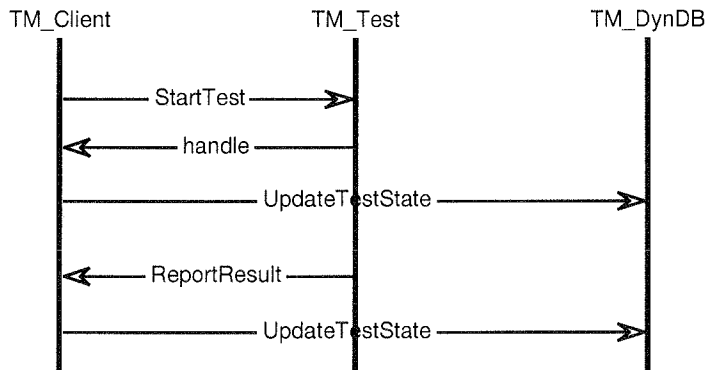 TM_Client TM_Test TM_DynDB
StartTest
handle
UpdateTestState
ReportResult
UpdateTestState